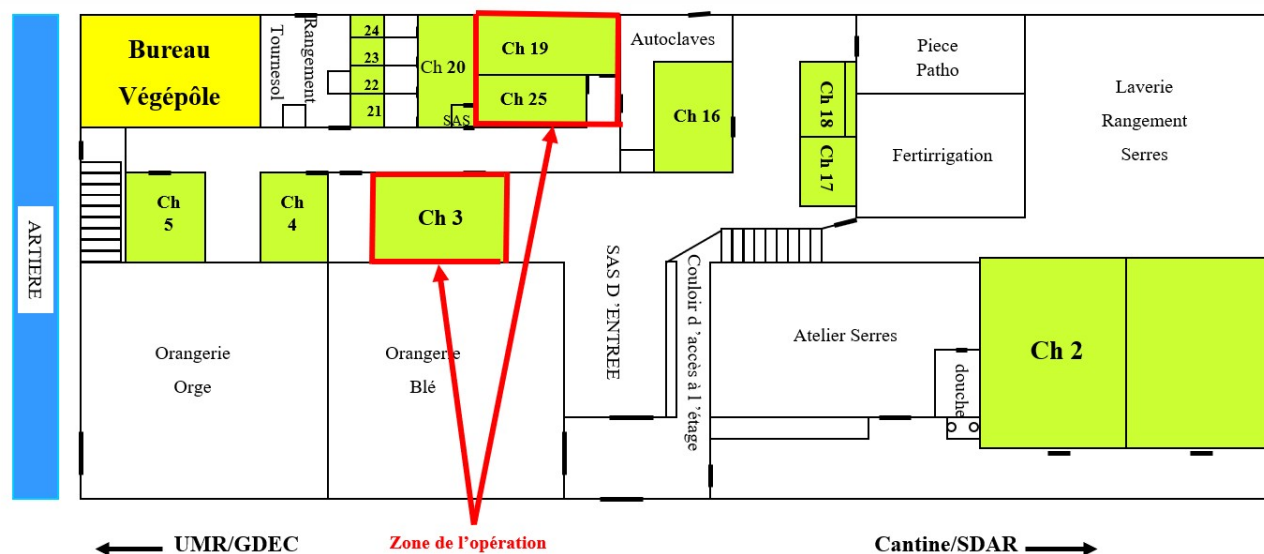 Bureau
Végépôle
Tournesol
Rangement
24
23
22
21
Ch 20
SAS
Ch 19
Ch 25
Autoclaves
Ch 16
Ch 18
Ch 17
Piece
Patho
Fertirrigation
Laverie
Rangement
Serres
ARTIERE
Ch
5
Ch
4
Ch 3
Orangerie
Orge
Orangerie
Blé
SAS D ’ENTREE
Couloir d ’accès à l ’étage
Atelier Serres
douche
Ch 2
UMR/GDEC
Zone de l’opération
Cantine/SDAR